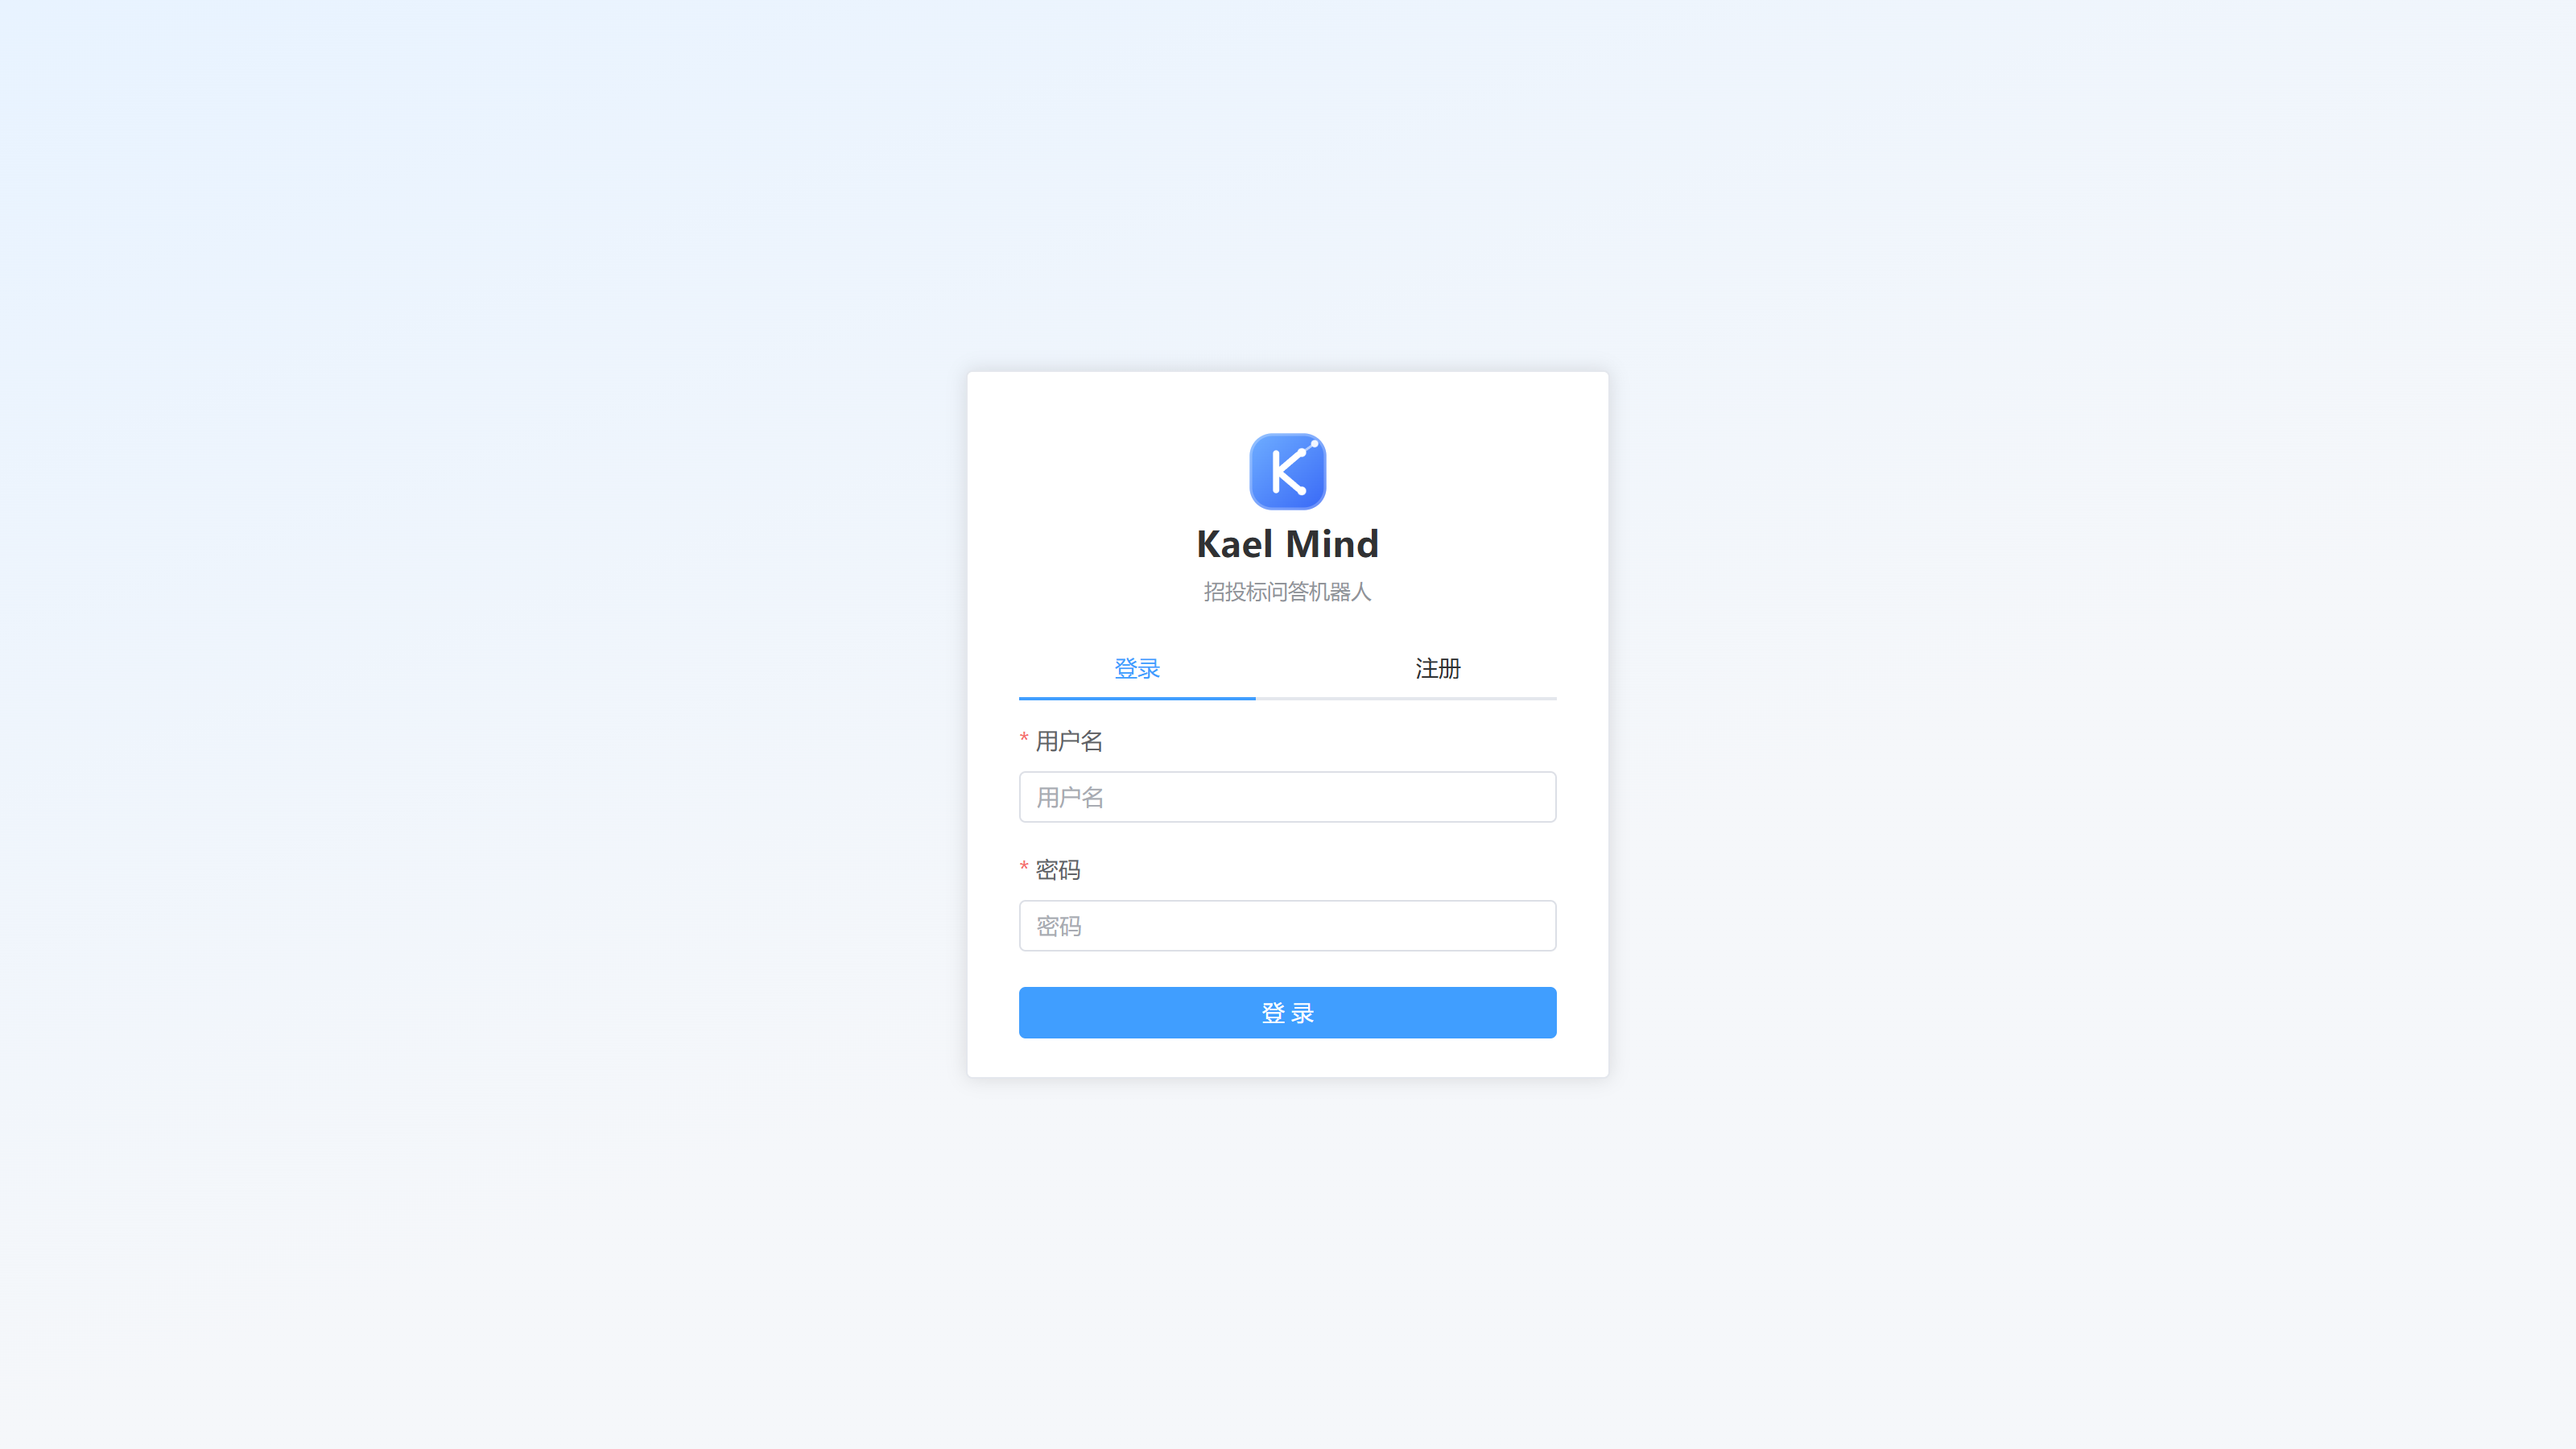 Kael Mind
招投标问答机器人
登录 注册
* 用户名
用户名
* 密码
密码
登 录